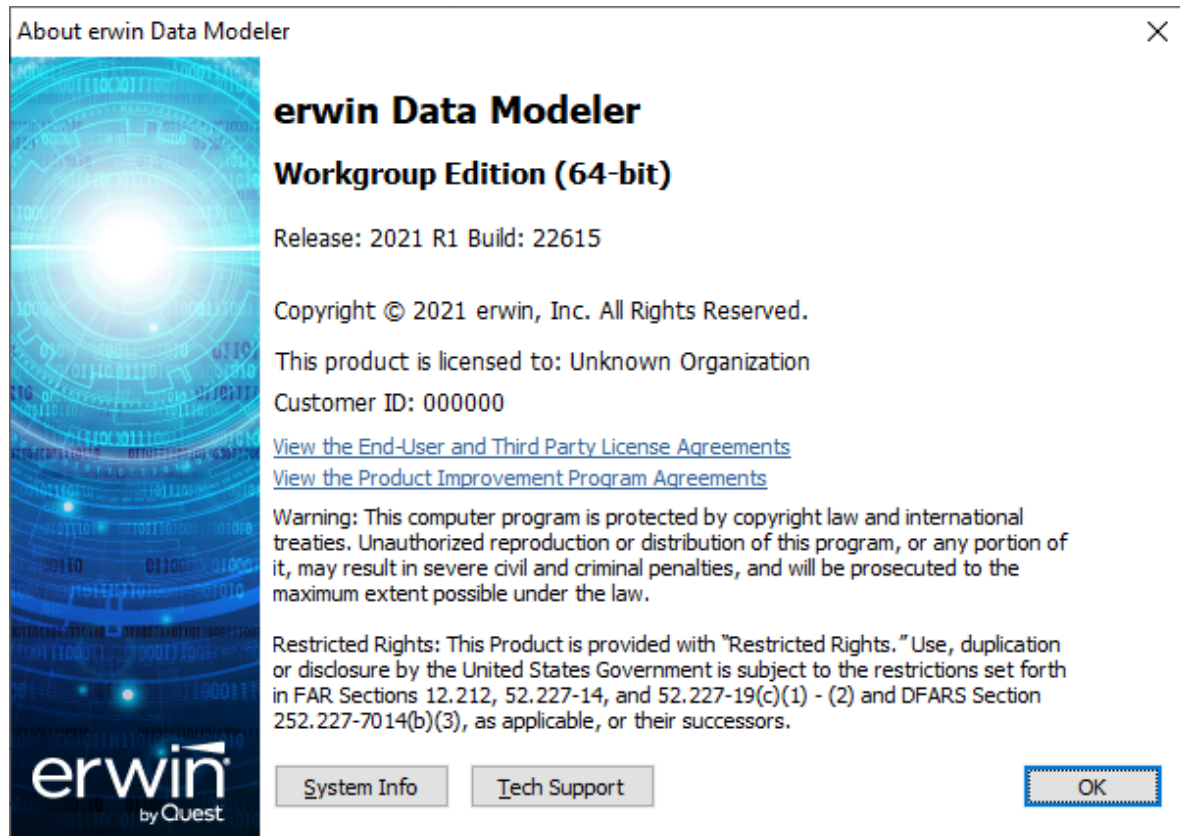 About erwin Data Modeler
erwin Data Modeler
Workgroup Edition (64-bit)
Release: 2021 R1 Build: 22615
Copyright © 2021 erwin, Inc. All Rights Reserved.
This product is licensed to: Unknown Organization
Customer ID: 000000
View the End-User and Third Party License Agreements
View the Product Improvement Program Agreements
Warning: This computer program is protected by copyright law and international
treaties. Unauthorized reproduction or distribution of this program, or any portion of
it, may result in severe civil and criminal penalties, and will be prosecuted to the
maximum extent possible under the law.
Restricted Rights: This Product is provided with “Restricted Rights.” Use, duplication
or disclosure by the United States Government is subject to the restrictions set forth
in FAR Sections 12.212, 52.227-14, and 52.227-19(c)(1) - (2) and DFARS Section
252.227-7014(b)(3), as applicable, or their successors.
erwin®
by Quest
System Info
Tech Support
OK